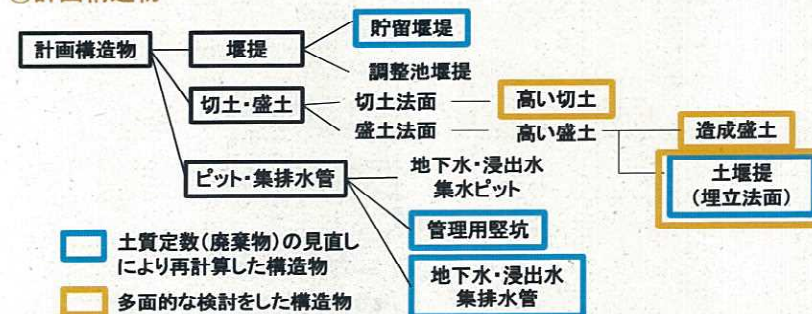 計画構造物
堰提
貯留堰堤
調整池堰提
切土・盛土
切土法面
高い切土
盛土法面
高い盛土
造成盛土
土堰提
(埋立法面)
ピット・集排水管
地下水・浸出水
集水ピット
管理用竪坑
地下水・浸出水
集排水管
土質定数(廃棄物)の見直し
により再計算した構造物
多面的な検討をした構造物